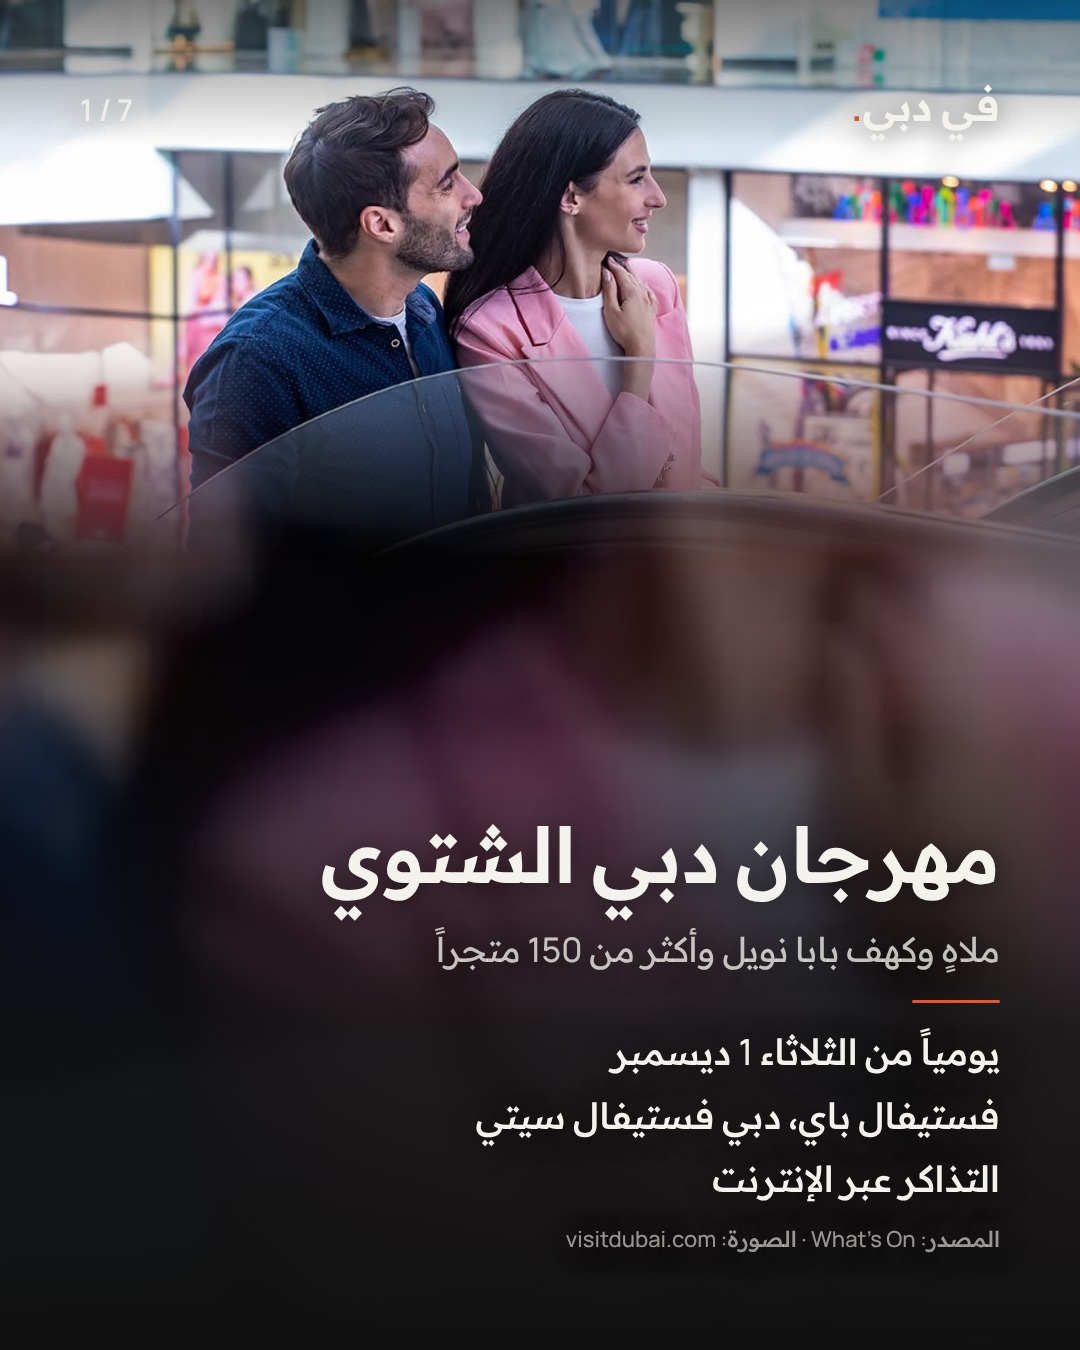 في دبي.
1 / 7
Kiehl's
مهرجان دبي الشتوي
ملاهٍ وكهف بابا نويل وأكثر من 150 متجراً
يومياً من الثلاثاء 1 ديسمبر
فستيفال باي، دبي فستيفال سيتي
التذاكر عبر الإنترنت
المصدر: What's On · الصورة: visitdubai.com